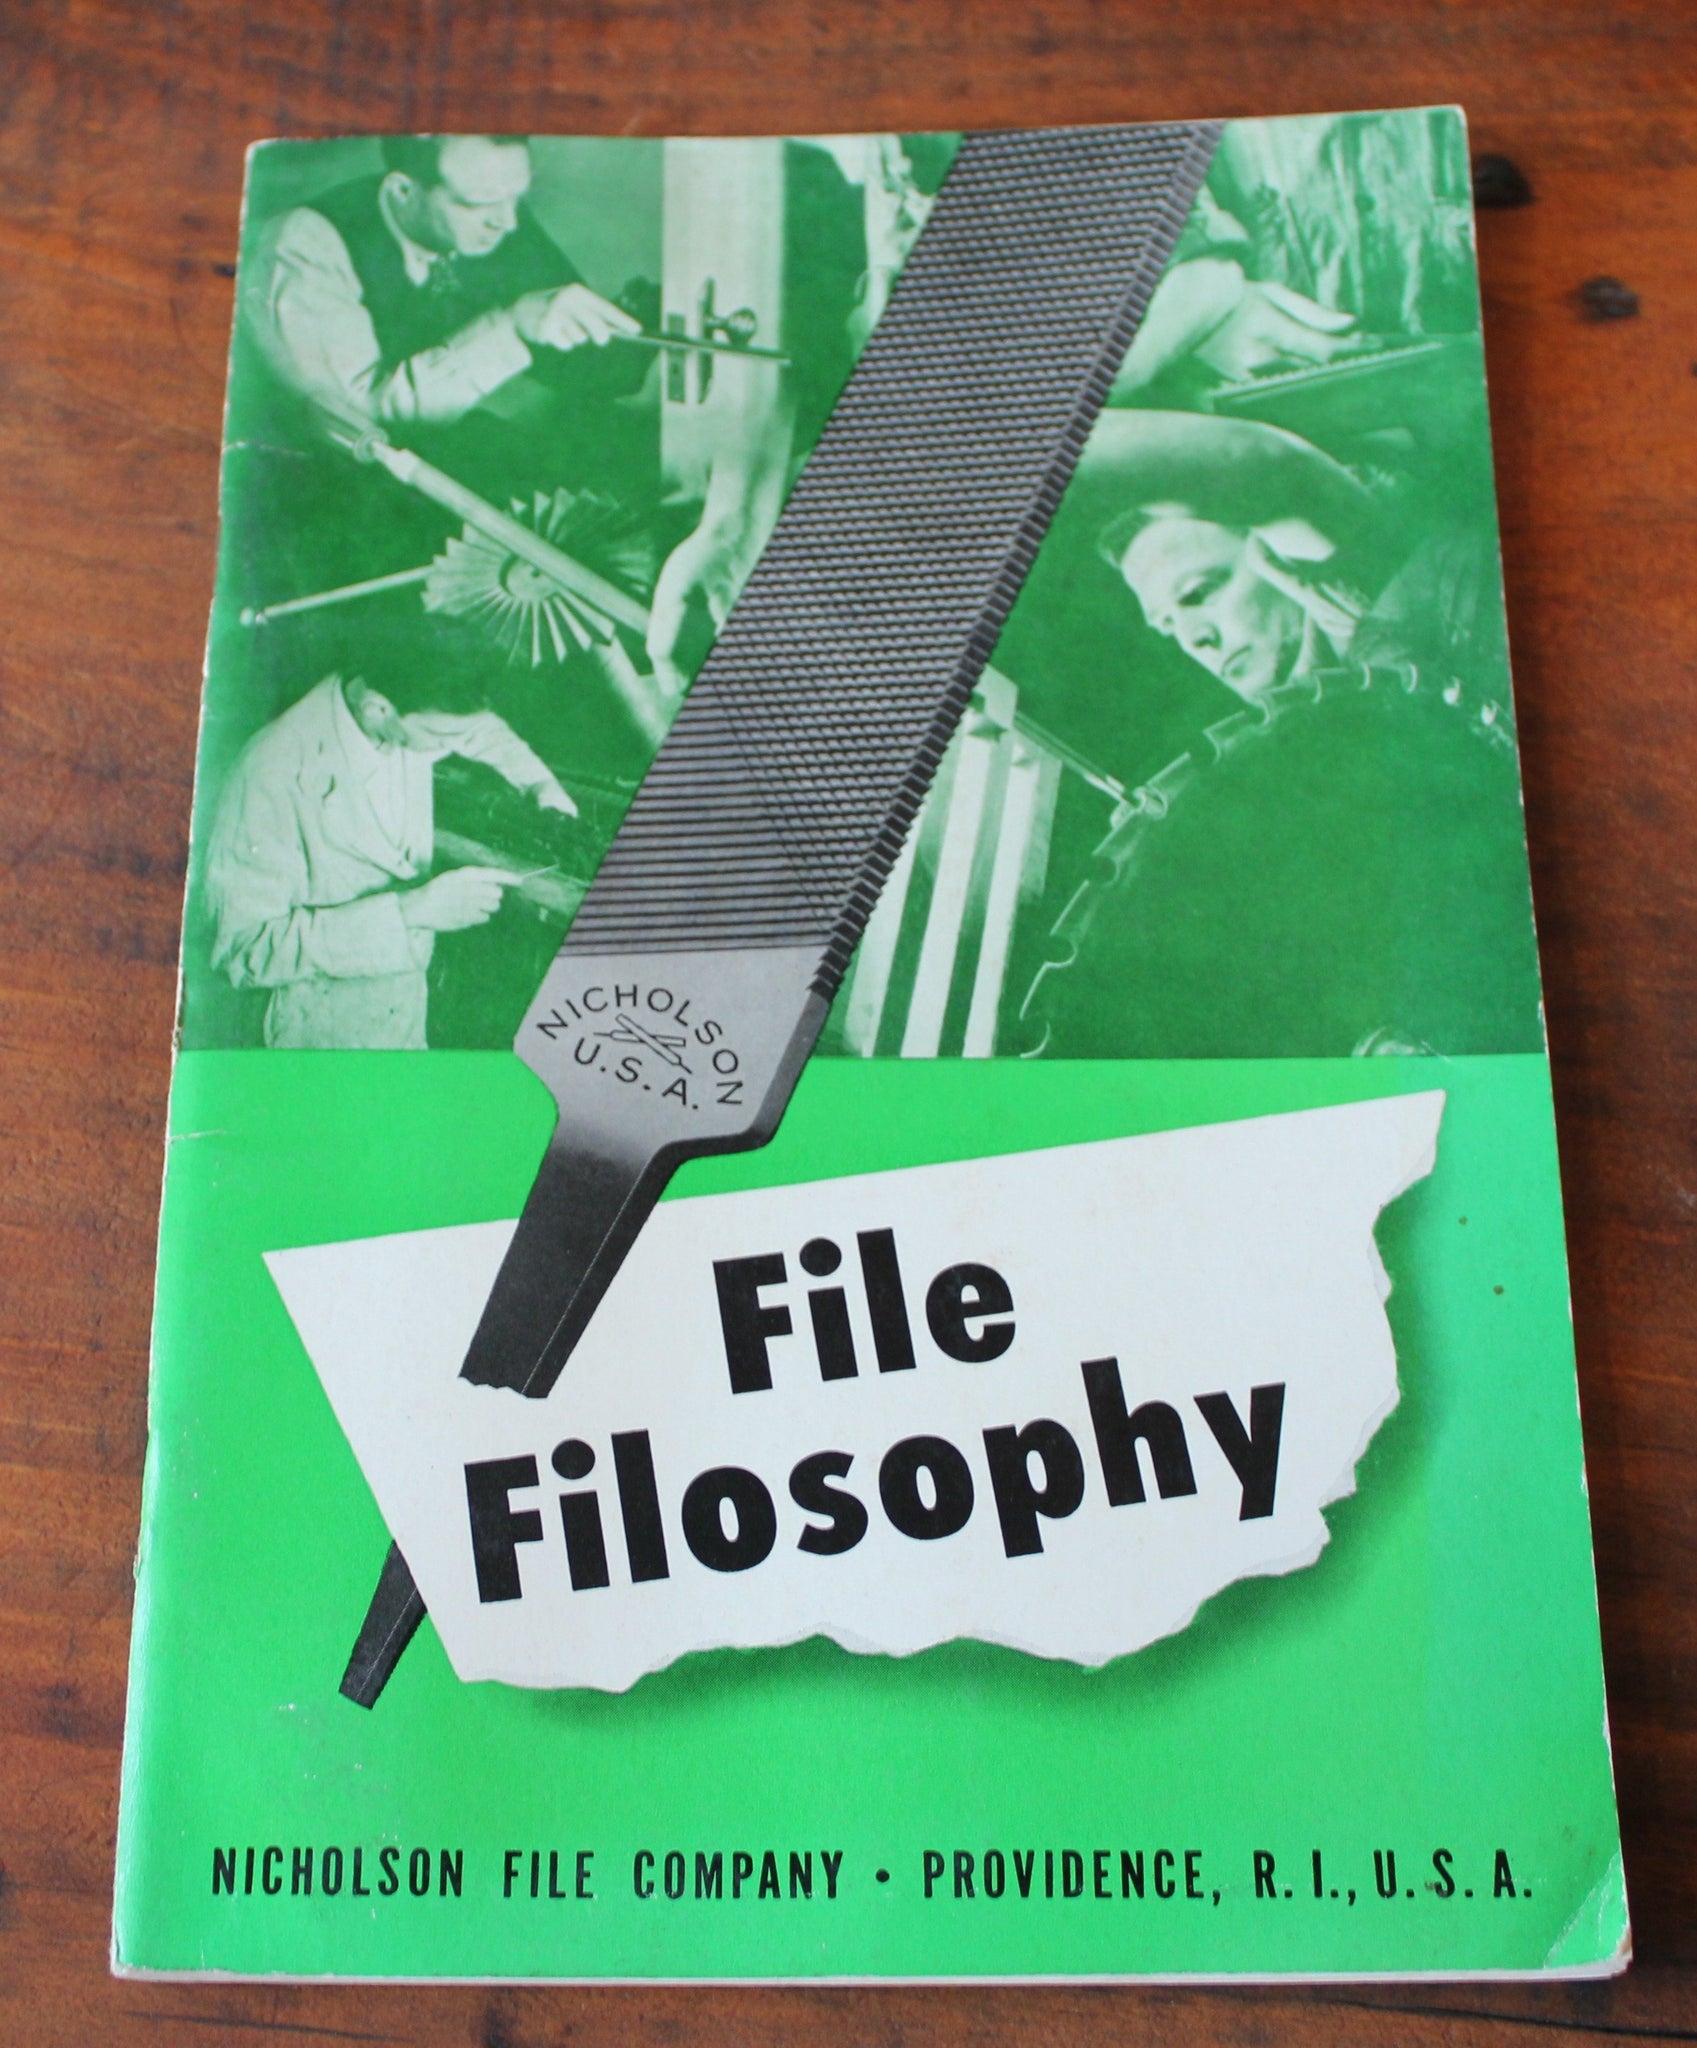 NICHOLSON
U.S.A.
File
Filosophy
NICHOLSON FILE COMPANY • PROVIDENCE, R. I., U. S. A.